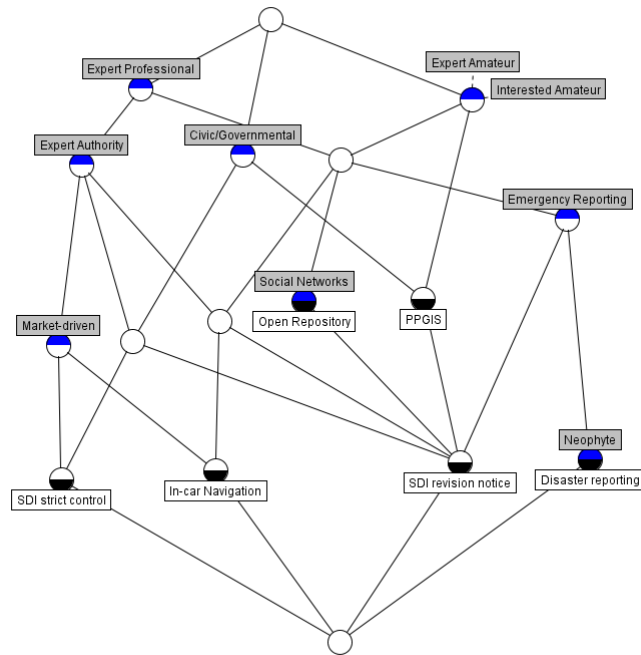 Expert Amateur
Expert Professional
Interested Amateur
Civic/Governmental
Expert Authority
Emergency Reporting
Social Networks
Open Repository
PPGIS
Market-driven
Neophyte
SDI strict control
In-car Navigation
SDI revision notice
Disaster reporting